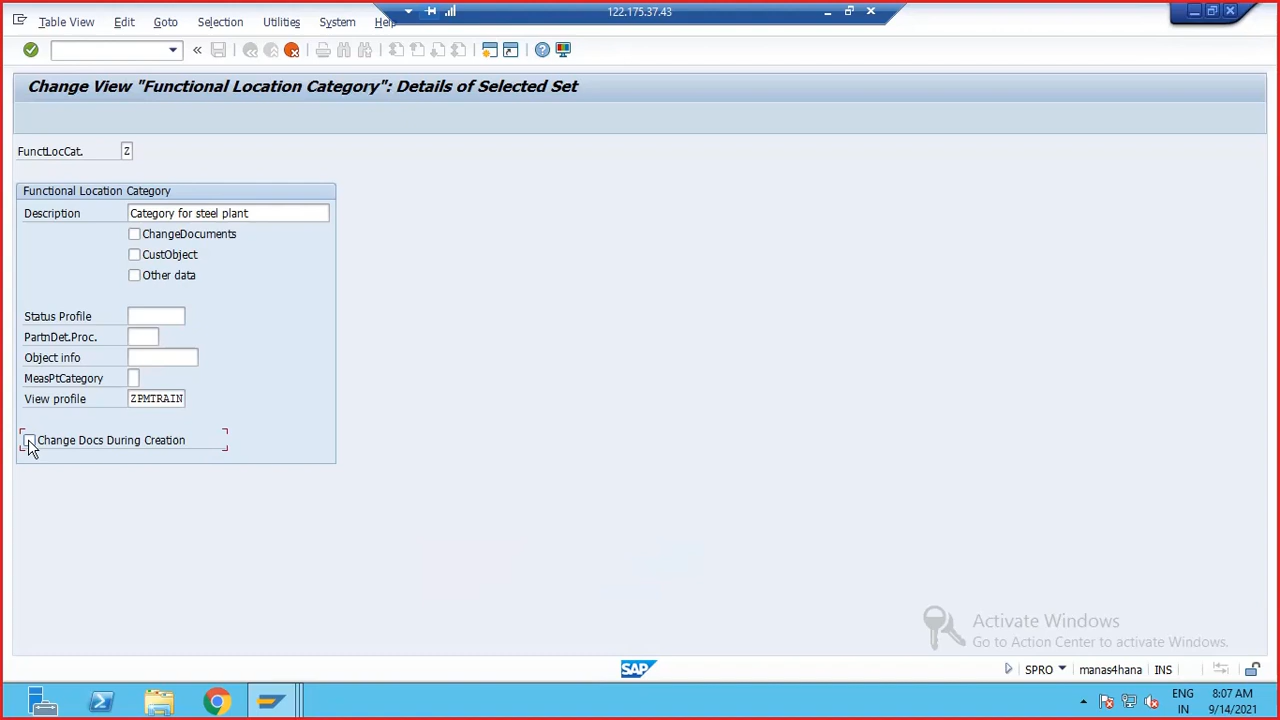 122.175.37.43
Table View Edit Goto Selection Utilities System Help
Change View "Functional Location Category": Details of Selected Set
FunctLocCat. Z
Functional Location Category
Description Category for steel plant
ChangeDocuments
CustObject
Other data
Status Profile
PartnDet.Proc.
Object info
MeasPtCategory
View profile ZPMTRAIN
Change Docs During Creation
Activate Windows
Go to Action Center to activate Windows.
SAP SPRO manas4hana INS
ENG 8:07 AM
IN 9/14/2021